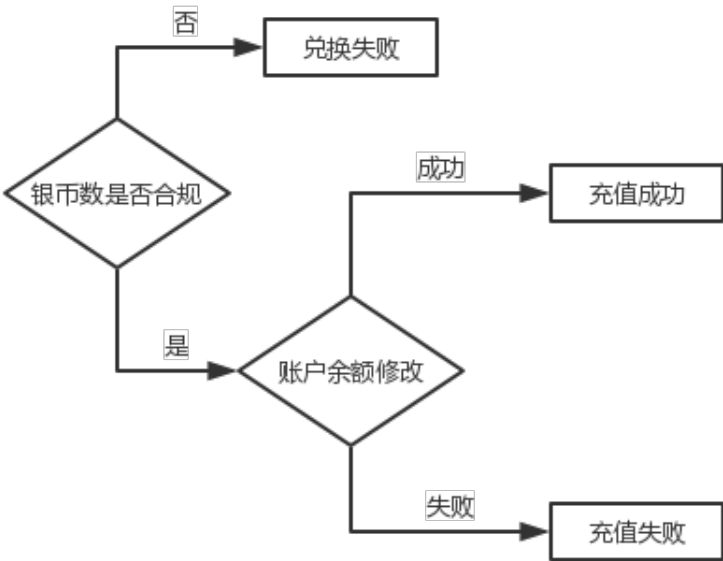 否
兑换失败
成功
银币数是否合规
充值成功
是
账户余额修改
失败
充值失败